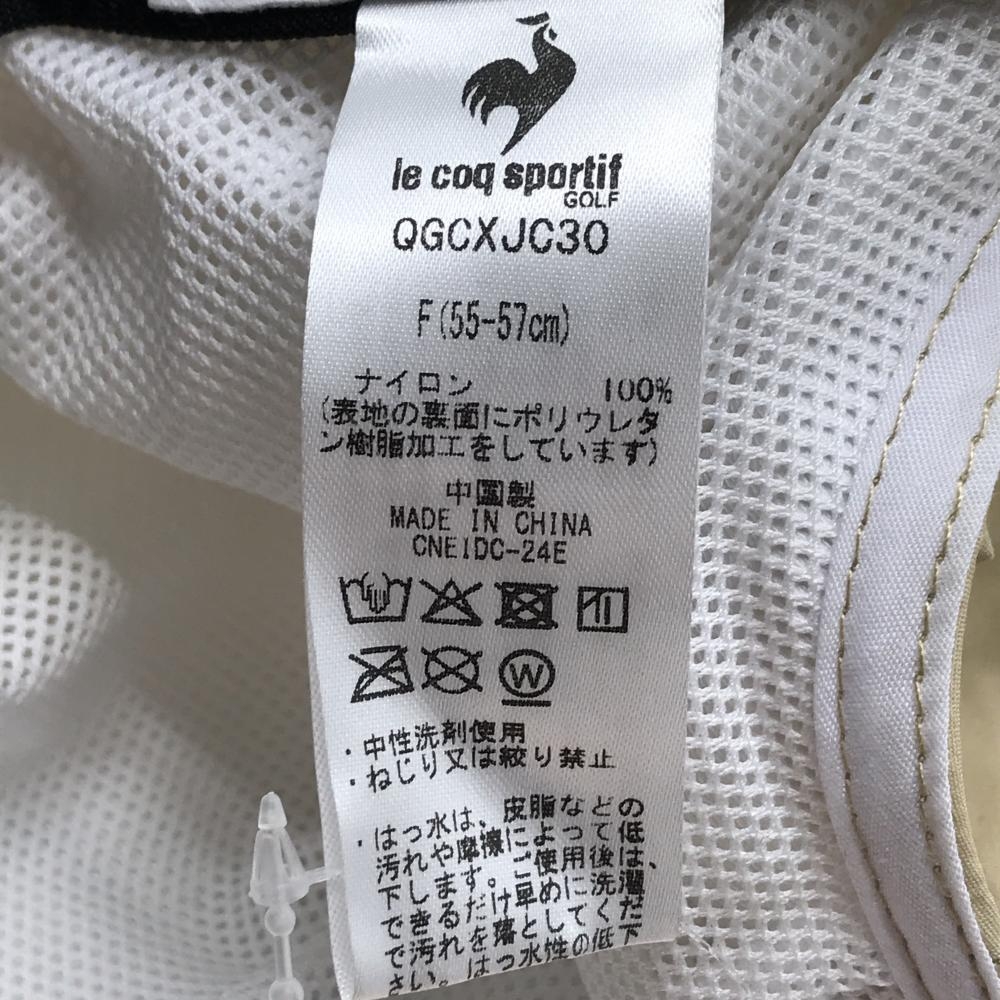 le coq sportif
GOLF
QGCXJC30
F(55-57cm)
ナイロン 100%
(表地の裏面にポリウレタ
ン樹脂加工をしています)
中国製
MADE IN CHINA
CNEIDC-24E
W
・中性洗剤使用
・ねじり又は絞り禁止
・はっ水は、皮脂などの
汚れや摩擦によって低
下します。ご使用後は、
できるだけ早めに洗濯
で汚れを落としてくだ
さい。はっ水性の低下